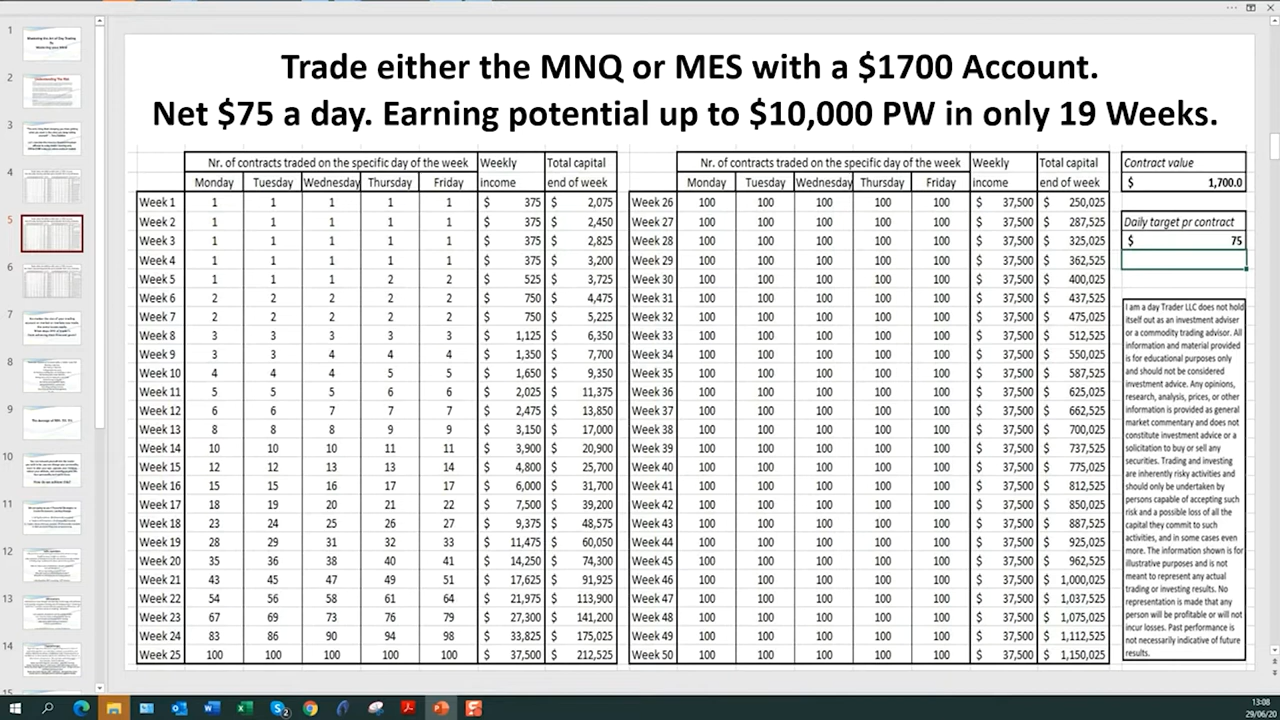 Trade either the MNQ or MES with a $1700 Account.
Net $75 a day. Earning potential up to $10,000 PW in only 19 Weeks.
Nr. of contracts traded on the specific day of the week Weekly Total capital
Monday Tuesday Wednesday Thursday Friday income end of week
Week 1 1 1 1 1 1 $ 375 $ 2,075
Week 2 1 1 1 1 1 $ 375 $ 2,450
Week 3 1 1 1 1 1 $ 375 $ 2,825
Week 4 1 1 1 1 1 $ 375 $ 3,200
Week 5 1 1 1 2 2 $ 525 $ 3,725
Week 6 2 2 2 2 2 $ 750 $ 4,475
Week 7 2 2 2 2 2 $ 750 $ 5,225
Week 8 3 3 3 3 3 $ 1,125 $ 6,350
Week 9 3 3 4 4 4 $ 1,350 $ 7,700
Week 10 4 4 4 5 5 $ 1,650 $ 9,350
Week 11 5 5 5 6 6 $ 2,025 $ 11,375
Week 12 6 6 7 7 7 $ 2,475 $ 13,850
Week 13 8 8 8 9 9 $ 3,150 $ 17,000
Week 14 10 10 10 11 11 $ 3,900 $ 20,900
Week 15 12 12 13 13 $ 4,800 $ 25,700
Week 16 15 15 16 17 17 $ 6,000 $ 31,700
Week 17 18 19 20 21 22 $ 7,500 $ 39,200
Week 18 24 25 26 27 $ 9,375 $ 48,575
Week 19 28 29 31 32 $ 11,475 $ 60,050
Week 20 36 38 40 41 $ 14,250 $ 74,300
Week 21 45 47 49 $ 17,625 $ 91,925
Week 22 54 56 61 64 $ 21,975 $ 113,900
Week 23 69 73 76 $ 27,300 $ 141,200
Week 24 83 86 90 94 $ 33,825 $ 175,025
Week 25 100 100 100 100 100 $ 37,500 $ 212,525
Nr. of contracts traded on the specific day of the week Weekly Total capital
Monday Tuesday Wednesday Thursday Friday income end of week
Week 26 100 100 100 100 100 $ 37,500 $ 250,025
Week 27 100 100 100 100 100 $ 37,500 $ 287,525
Week 28 100 100 100 100 100 $ 37,500 $ 325,025
Week 29 100 100 100 100 100 $ 37,500 $ 362,525
Week 30 100 100 100 100 100 $ 37,500 $ 400,025
Week 31 100 100 100 100 100 $ 37,500 $ 437,525
Week 32 100 100 100 100 100 $ 37,500 $ 475,025
Week 33 100 100 100 100 100 $ 37,500 $ 512,525
Week 34 100 100 100 100 100 $ 37,500 $ 550,025
Week 35 100 100 100 100 100 $ 37,500 $ 587,525
Week 36 100 100 100 100 100 $ 37,500 $ 625,025
Week 37 100 100 100 100 100 $ 37,500 $ 662,525
Week 38 100 100 100 100 100 $ 37,500 $ 700,025
Week 39 100 100 100 100 100 $ 37,500 $ 737,525
Week 40 100 100 100 100 100 $ 37,500 $ 775,025
Week 41 100 100 100 100 100 $ 37,500 $ 812,525
Week 42 100 100 100 100 100 $ 37,500 $ 850,025
Week 43 100 100 100 100 100 $ 37,500 $ 887,525
Week 44 100 100 100 100 100 $ 37,500 $ 925,025
Week 45 100 100 100 100 100 $ 37,500 $ 962,525
Week 46 100 100 100 100 100 $ 37,500 $ 1,000,025
Week 47 100 100 100 100 100 $ 37,500 $ 1,037,525
Week 48 100 100 100 100 100 $ 37,500 $ 1,075,025
Week 49 100 100 100 100 100 $ 37,500 $ 1,112,525
Week 50 100 100 100 100 100 $ 37,500 $ 1,150,025
Contract value
$ 1,700.0
Daily target pr contract
$ 75
I am a day Trader LLC does not hold
itself out as an investment adviser
or a commodity trading advisor. All
information and material provided
is for educational purposes only
and should not be considered
investment advice. Any opinions,
research, analysis, prices, or other
information is provided as general
market commentary and does not
constitute investment advice or a
solicitation to buy or sell any
securities. Trading and investing
are inherently risky activities and
should only be undertaken by
persons capable of accepting such
risk and a possible loss of all the
capital they commit to such
activities, and in some cases even
more. The information shown is for
illustrative purposes and is not
meant to represent any actual
trading or investing results. No
representation is made that any
person will be profitable or will not
incur losses. Past performance is
not necessarily indicative of future
results.
1
2
3
4
5
6
7
8
9
10
11
12
13
14
15
13:08
29/06/20